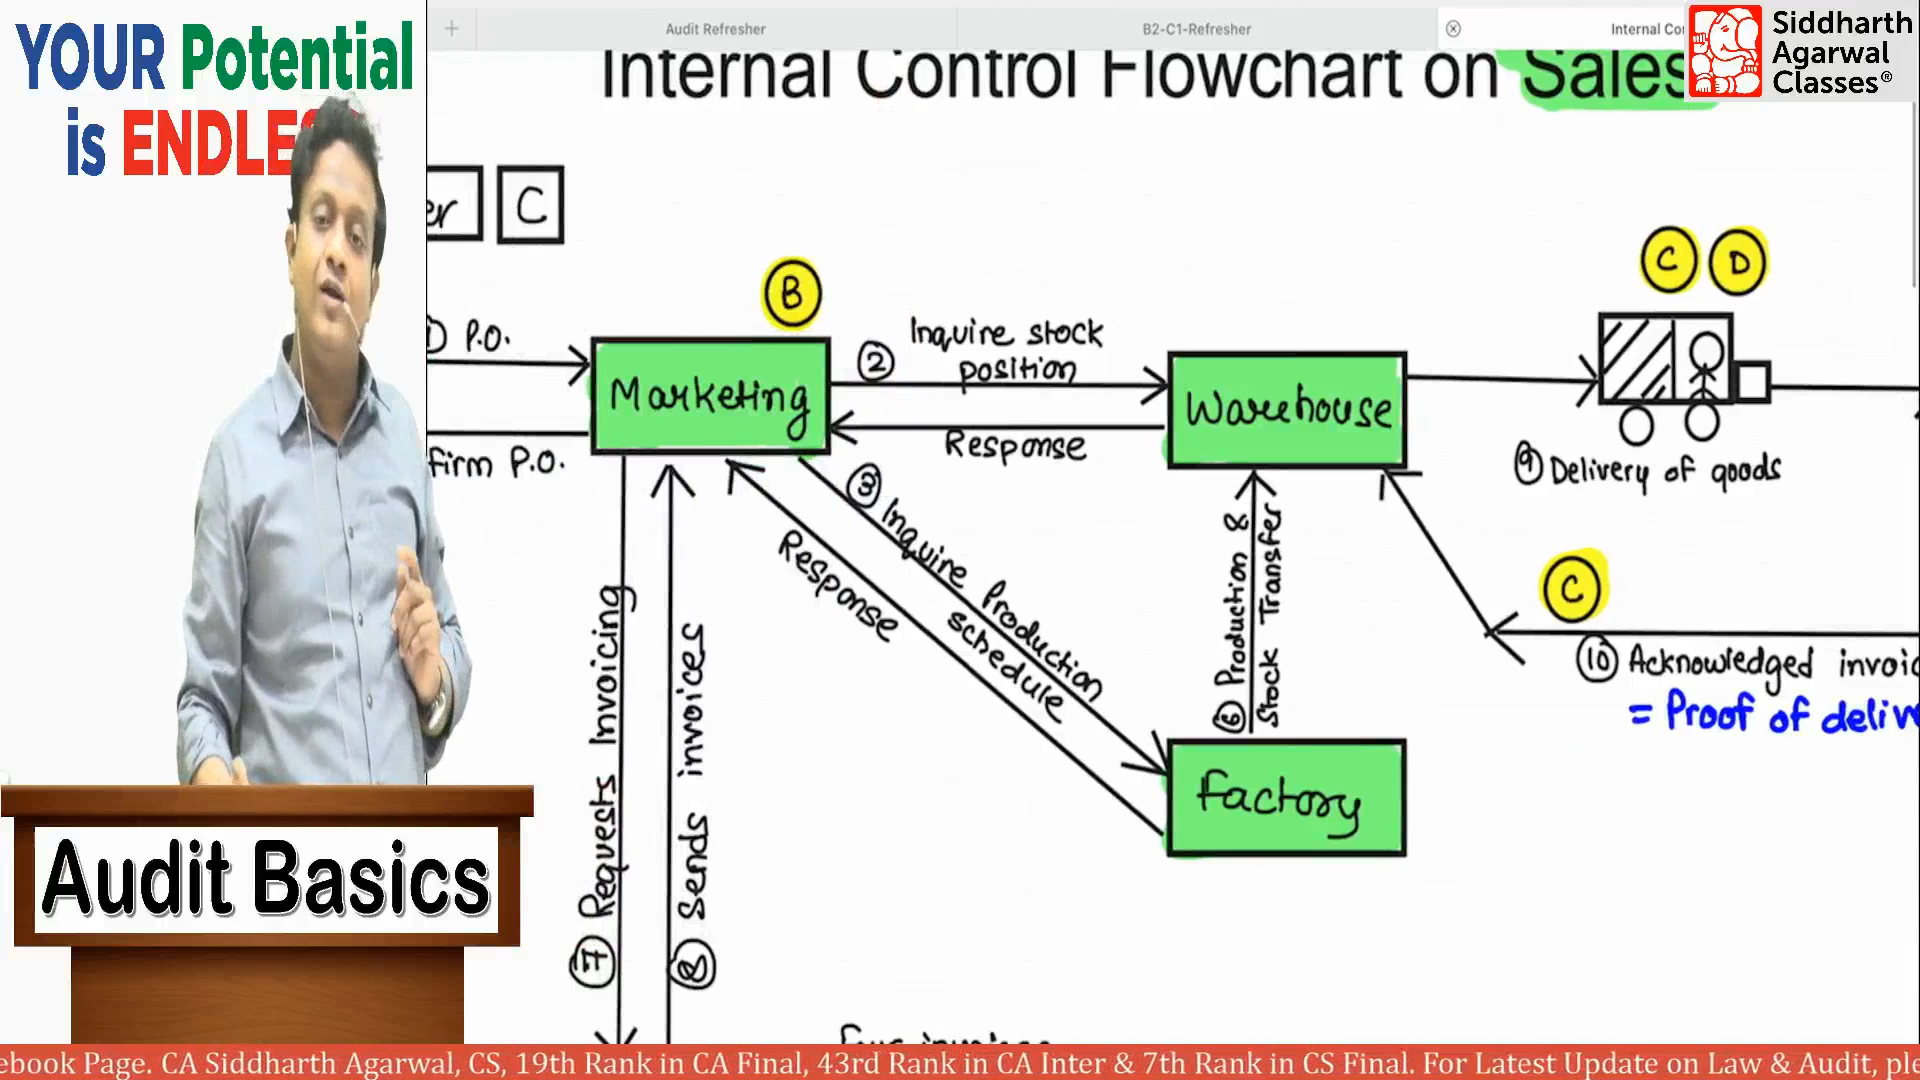 YOUR Potential
is ENDLES
Audit Refresher
B2-C1-Refresher
Internal Co
Siddharth
Agarwal
Classes®
Internal Control Flowchart on Sales
er
C
B
C
D
1) P.O.
2
Inquire stock
position
Marketing
Warehouse
firm P.O.
Response
9 Delivery of goods
3 Inquire Production
schedule
Response
6 Production &
Stock Transfer
C
10 Acknowledged invoic
= Proof of delive
7 Requests Invoicing
8 Sends invoices
Factory
Audit Basics
ebook Page. CA Siddharth Agarwal, CS, 19th Rank in CA Final, 43rd Rank in CA Inter & 7th Rank in CS Final. For Latest Update on Law & Audit, ple